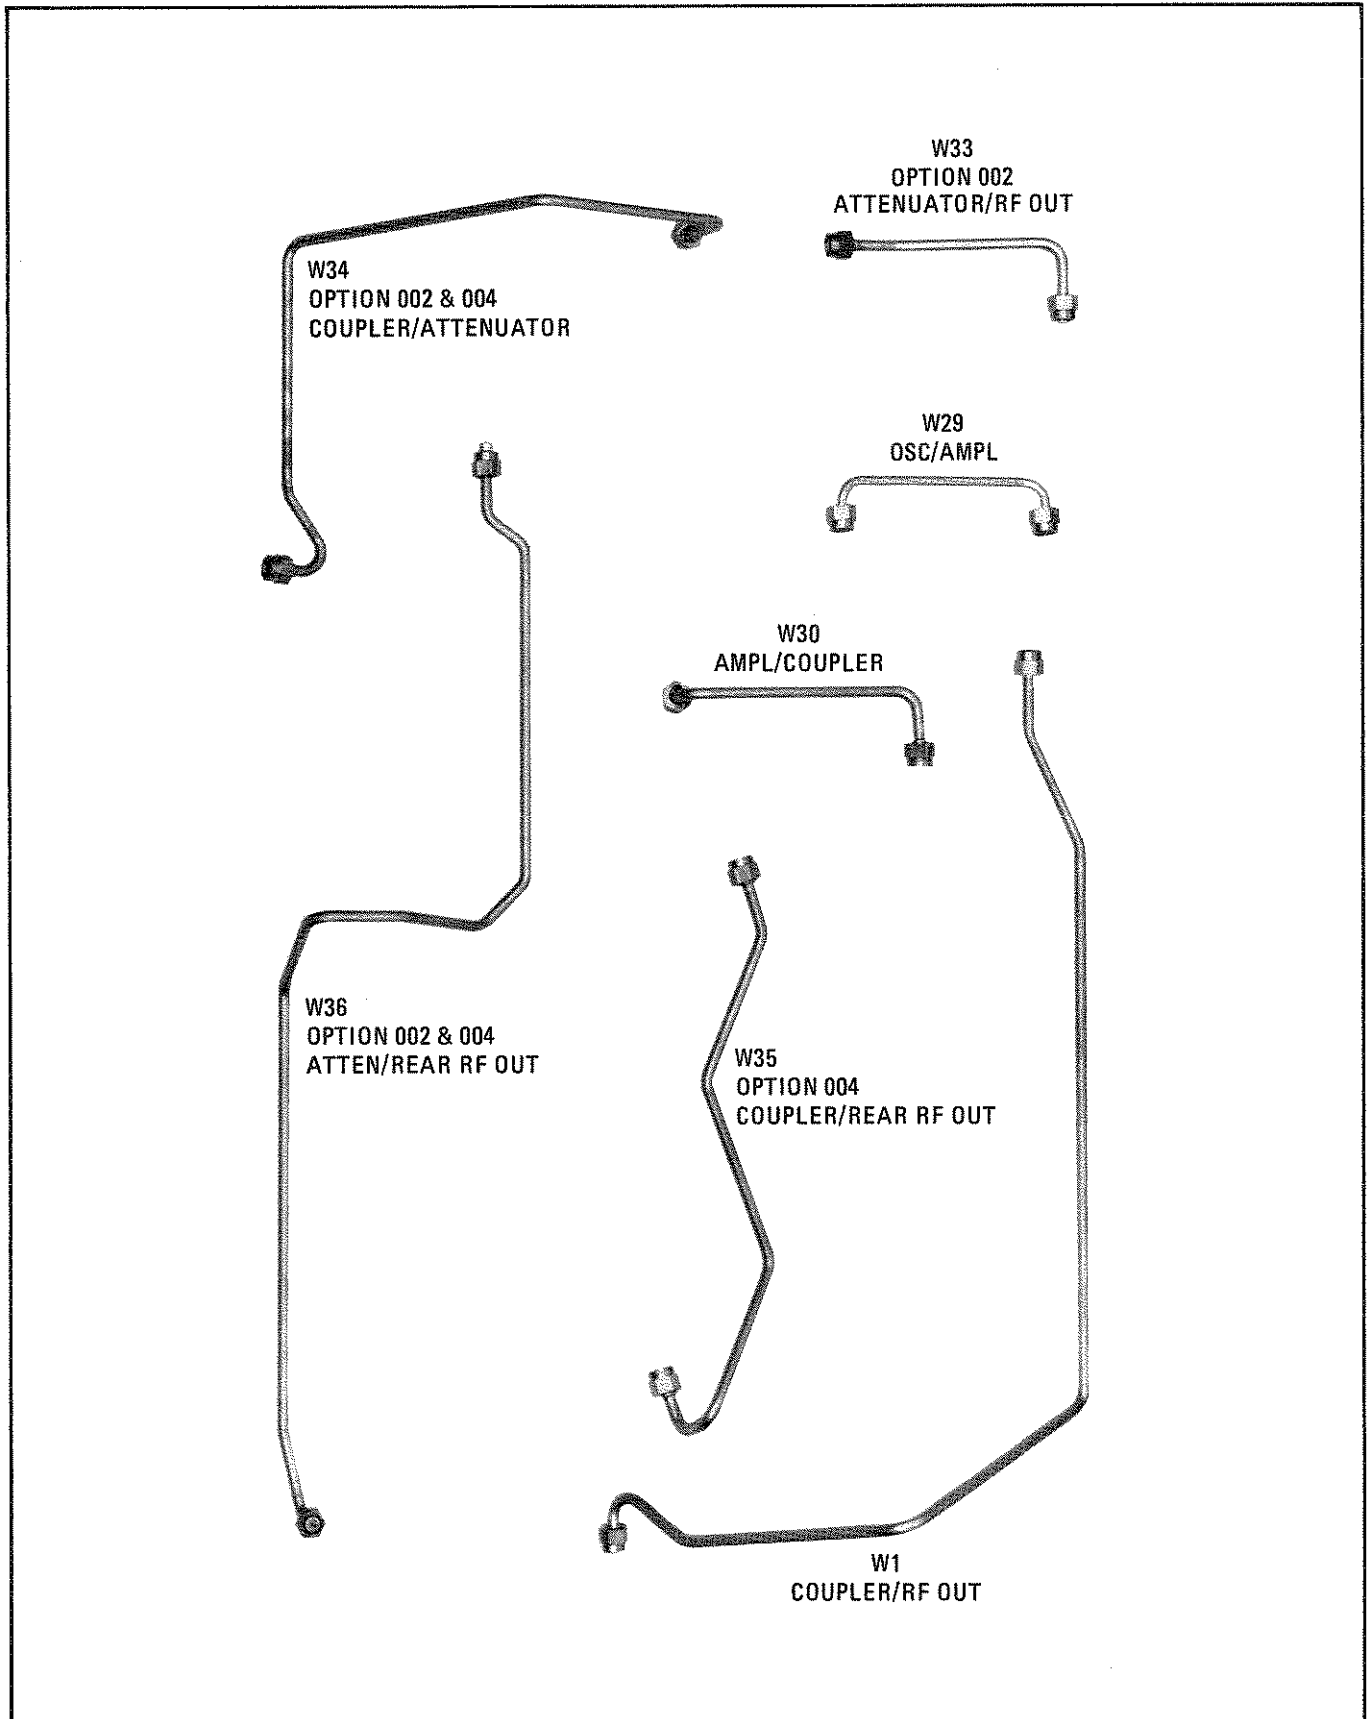 W33
OPTION 002
ATTENUATOR/RF OUT
W34
OPTION 002 & 004
COUPLER/ATTENUATOR
W29
OSC/AMPL
W30
AMPL/COUPLER
W36
OPTION 002 & 004
ATTEN/REAR RF OUT
W35
OPTION 004
COUPLER/REAR RF OUT
W1
COUPLER/RF OUT